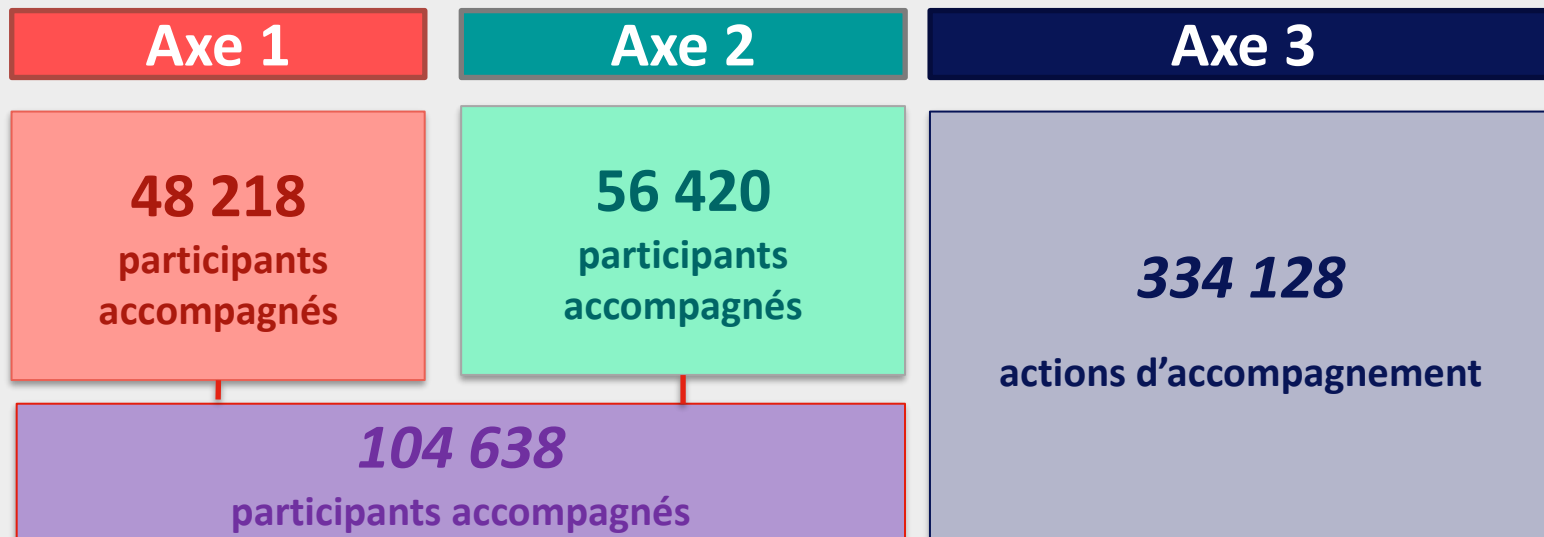 Axe 1
Axe 2
Axe 3
48 218
participants
accompagnés
56 420
participants
accompagnés
334 128
actions d’accompagnement
104 638
participants accompagnés